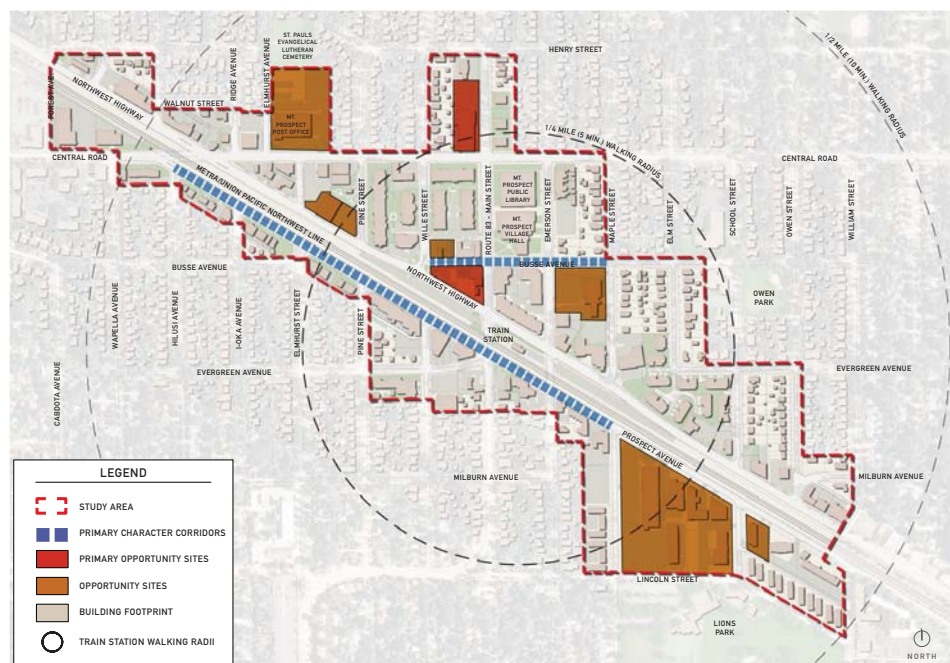 ST. PAULS
EVANGELICAL
LUTHERAN
CEMETERY
HENRY STREET
1/2 MILE (10 MIN.) WALKING RADIUS
FOREST AVE.
NORTHWEST HIGHWAY
WALNUT STREET
RIDGE AVENUE
ELMHURST AVENUE
MT.
PROSPECT
POST OFFICE
1/4 MILE (5 MIN.) WALKING RADIUS
CENTRAL ROAD
CENTRAL ROAD
METRA/UNION PACIFIC NORTHWEST LINE
PINE STREET
WILLE STREET
ROUTE 83 - MAIN STREET
MT.
PROSPECT
PUBLIC
LIBRARY
MT.
PROSPECT
VILLAGE
HALL
EMERSON STREET
MAPLE STREET
ELM STREET
SCHOOL STREET
OWEN STREET
WILLIAM STREET
BUSSE AVENUE
BUSSE AVENUE
NORTHWEST HIGHWAY
OWEN
PARK
WAPELLA AVENUE
HILUSI AVENUE
I-OKA AVENUE
ELMHURST STREET
PINE STREET
TRAIN
STATION
EVERGREEN AVENUE
EVERGREEN AVENUE
CABDOTA AVENUE
PROSPECT AVENUE
MILBURN AVENUE
MILBURN AVENUE
LINCOLN STREET
LIONS
PARK
LEGEND
STUDY AREA
PRIMARY CHARACTER CORRIDORS
PRIMARY OPPORTUNITY SITES
OPPORTUNITY SITES
BUILDING FOOTPRINT
TRAIN STATION WALKING RADII
NORTH